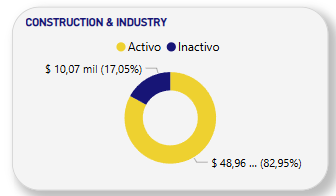 CONSTRUCTION & INDUSTRY
Activo Inactivo
$ 10,07 mil (17,05%)
$ 48,96 ... (82,95%)